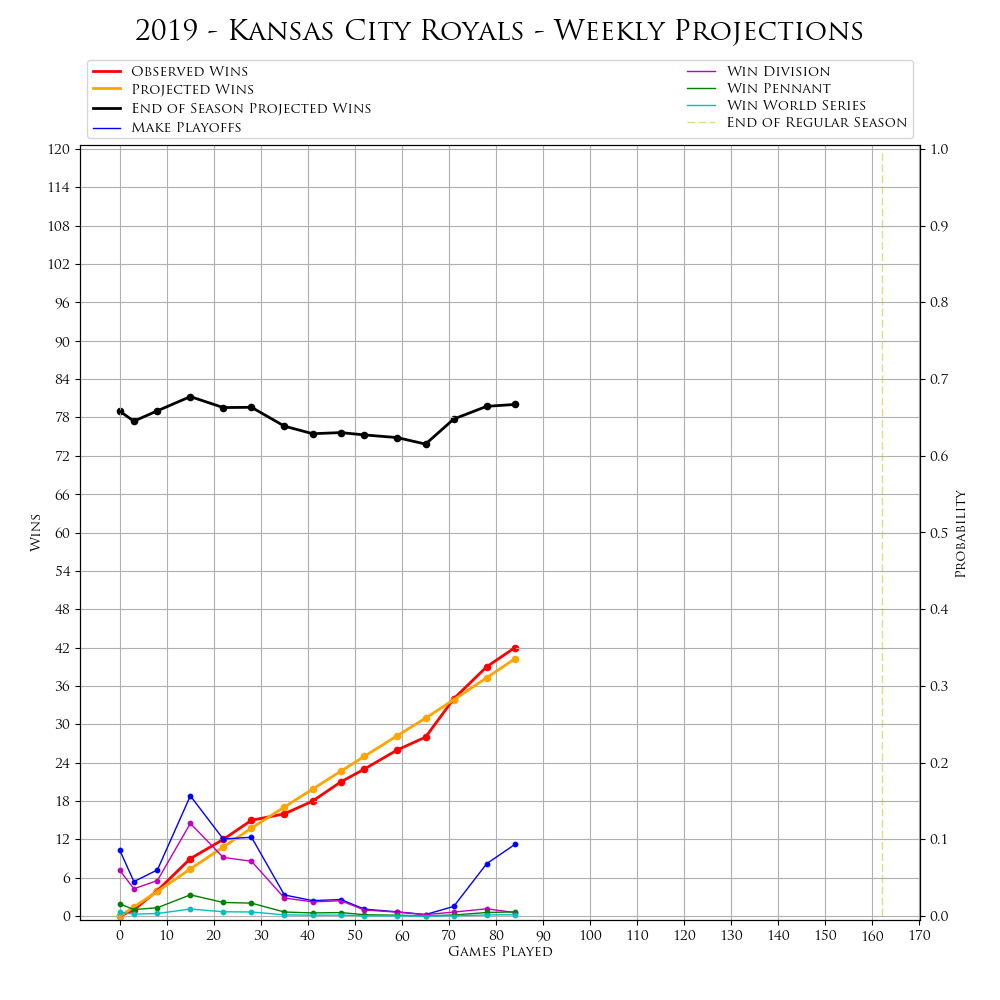 2019 - Kansas City Royals - Weekly Projections
Observed Wins
Projected Wins
End of Season Projected Wins
Make Playoffs
Win Division
Win Pennant
Win World Series
End of Regular Season
120
114
108
102
96
90
84
78
72
66
60
54
48
42
36
30
24
18
12
6
0
Wins
1.0
0.9
0.8
0.7
0.6
0.5
0.4
0.3
0.2
0.1
0.0
Probability
0 10 20 30 40 50 60 70 80 90 100 110 120 130 140 150 160 170
Games Played